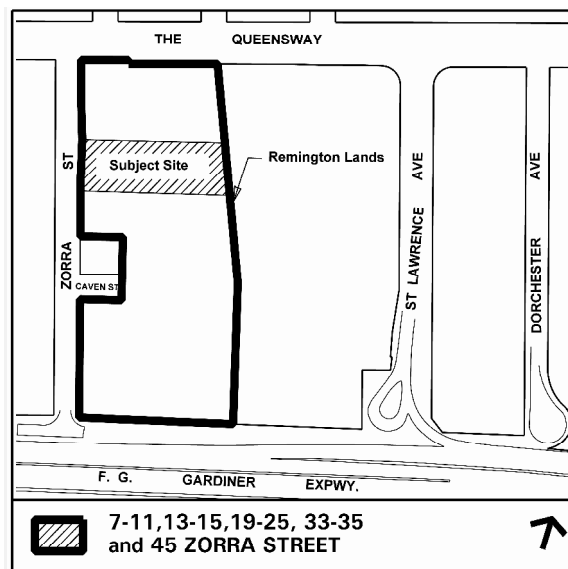 THE QUEENSWAY
ZORRA ST
Subject Site
Remington Lands
ST LAWRENCE AVE
DORCHESTER AVE
CAVEN ST
F. G. GARDINER EXPWY.
7-11,13-15,19-25, 33-35
and 45 ZORRA STREET